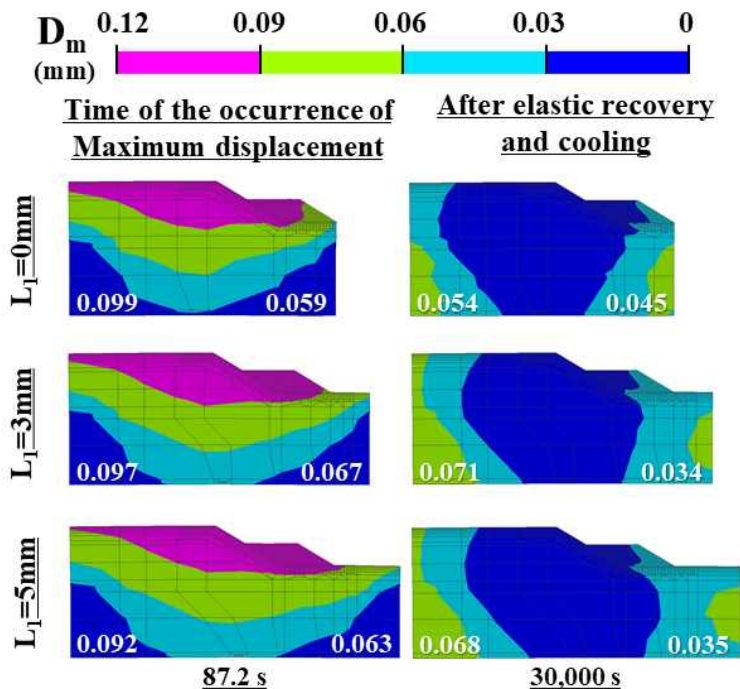 0.12 0.09 0.06 0.03 0
Dm
(mm)
Time of the occurrence of
Maximum displacement
After elastic recovery
and cooling
L1=0mm
0.099 0.059 0.054 0.045
L1=3mm
0.097 0.067 0.071 0.034
L1=5mm
0.092 0.063 0.068 0.035
87.2 s 30,000 s